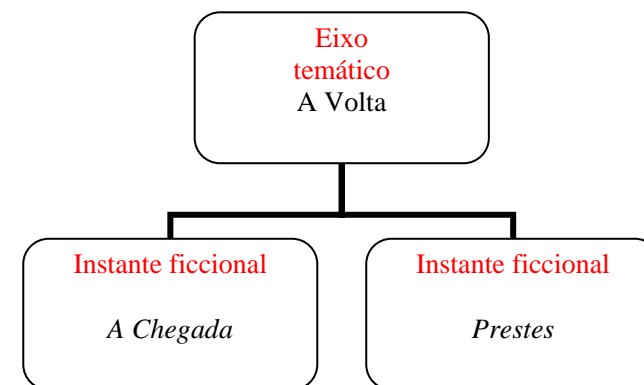 Eixo
temático
A Volta
Instante ficcional
A Chegada
Instante ficcional
Prestes